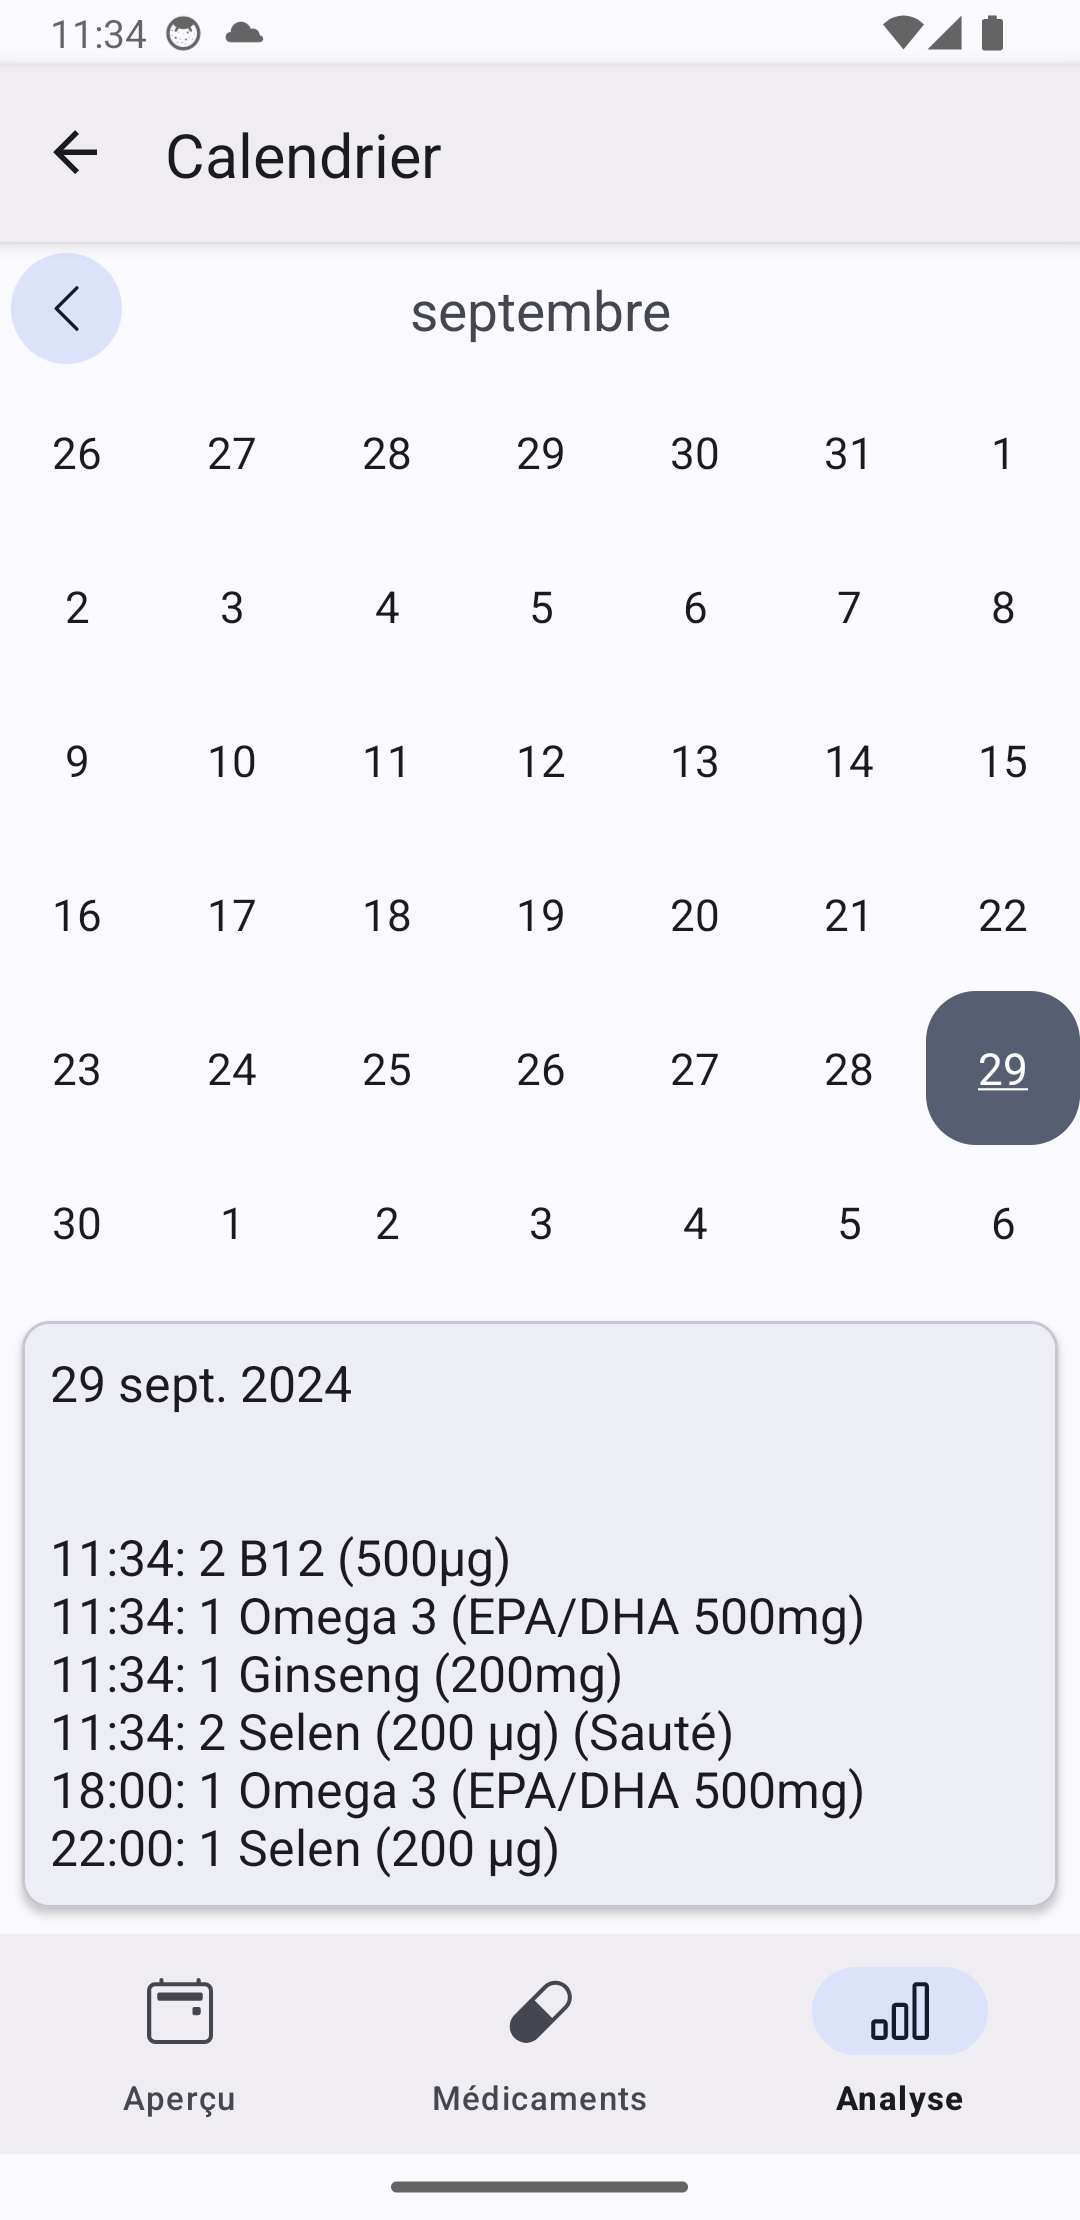 11:34
Calendrier
septembre
26 27 28 29 30 31 1
2 3 4 5 6 7 8
9 10 11 12 13 14 15
16 17 18 19 20 21 22
23 24 25 26 27 28 29
30 1 2 3 4 5 6
29 sept. 2024
11:34: 2 B12 (500µg)
11:34: 1 Omega 3 (EPA/DHA 500mg)
11:34: 1 Ginseng (200mg)
11:34: 2 Selen (200 µg) (Sauté)
18:00: 1 Omega 3 (EPA/DHA 500mg)
22:00: 1 Selen (200 µg)
Aperçu Médicaments Analyse